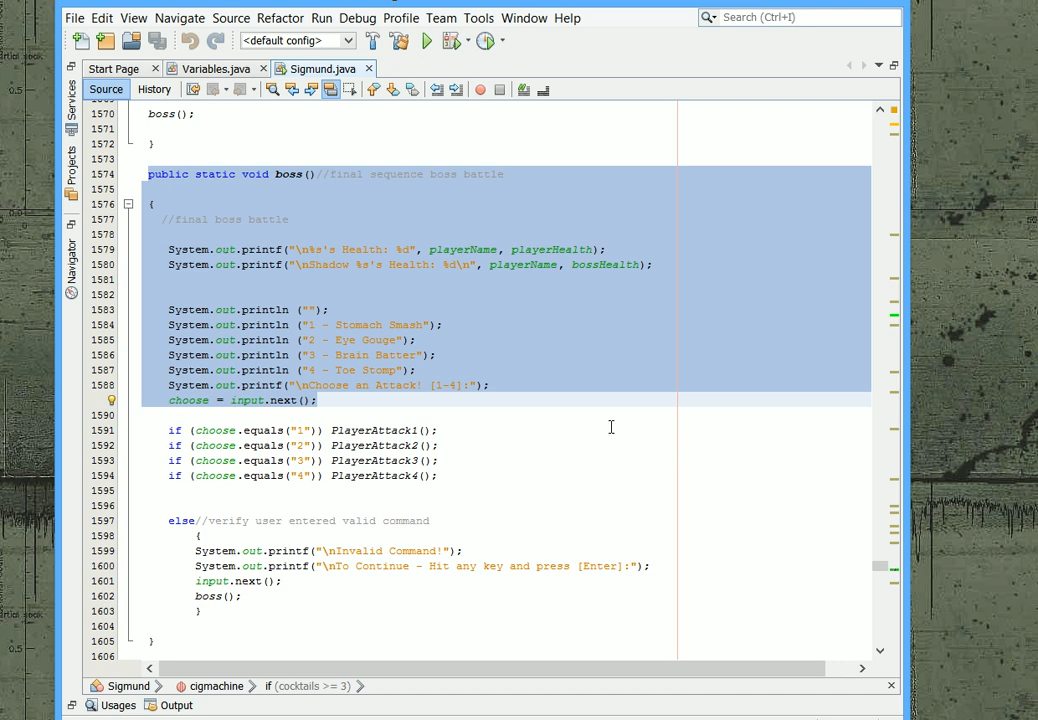 File Edit View Navigate Source Refactor Run Debug Profile Team Tools Window Help Search (Ctrl+I)
<default config>
Start Page Variables.java Sigmund.java
Source History
Services
Projects
Navigator
1570 boss();
1571
1572 }
1573
1574 public static void boss()//final sequence boss battle
1575
1576 {
1577 //final boss battle
1578
1579 System.out.printf("\n%s's Health: %d", playerName, playerHealth);
1580 System.out.printf("\nShadow %s's Health: %d\n", playerName, bossHealth);
1581
1582
1583 System.out.println ("");
1584 System.out.println ("1 - Stomach Smash");
1585 System.out.println ("2 - Eye Gouge");
1586 System.out.println ("3 - Brain Batter");
1587 System.out.println ("4 - Toe Stomp");
1588 System.out.printf("\nChoose an Attack! [1-4]:");
choose = input.next();
1590
1591 if (choose.equals("1")) PlayerAttack1();
1592 if (choose.equals("2")) PlayerAttack2();
1593 if (choose.equals("3")) PlayerAttack3();
1594 if (choose.equals("4")) PlayerAttack4();
1595
1596
1597 else//verify user entered valid command
1598 {
1599 System.out.printf("\nInvalid Command!");
1600 System.out.printf("\nTo Continue - Hit any key and press [Enter]:");
1601 input.next();
1602 boss();
1603 }
1604
1605 }
1606
Sigmund cigmachine if (cocktails >= 3)
Usages Output